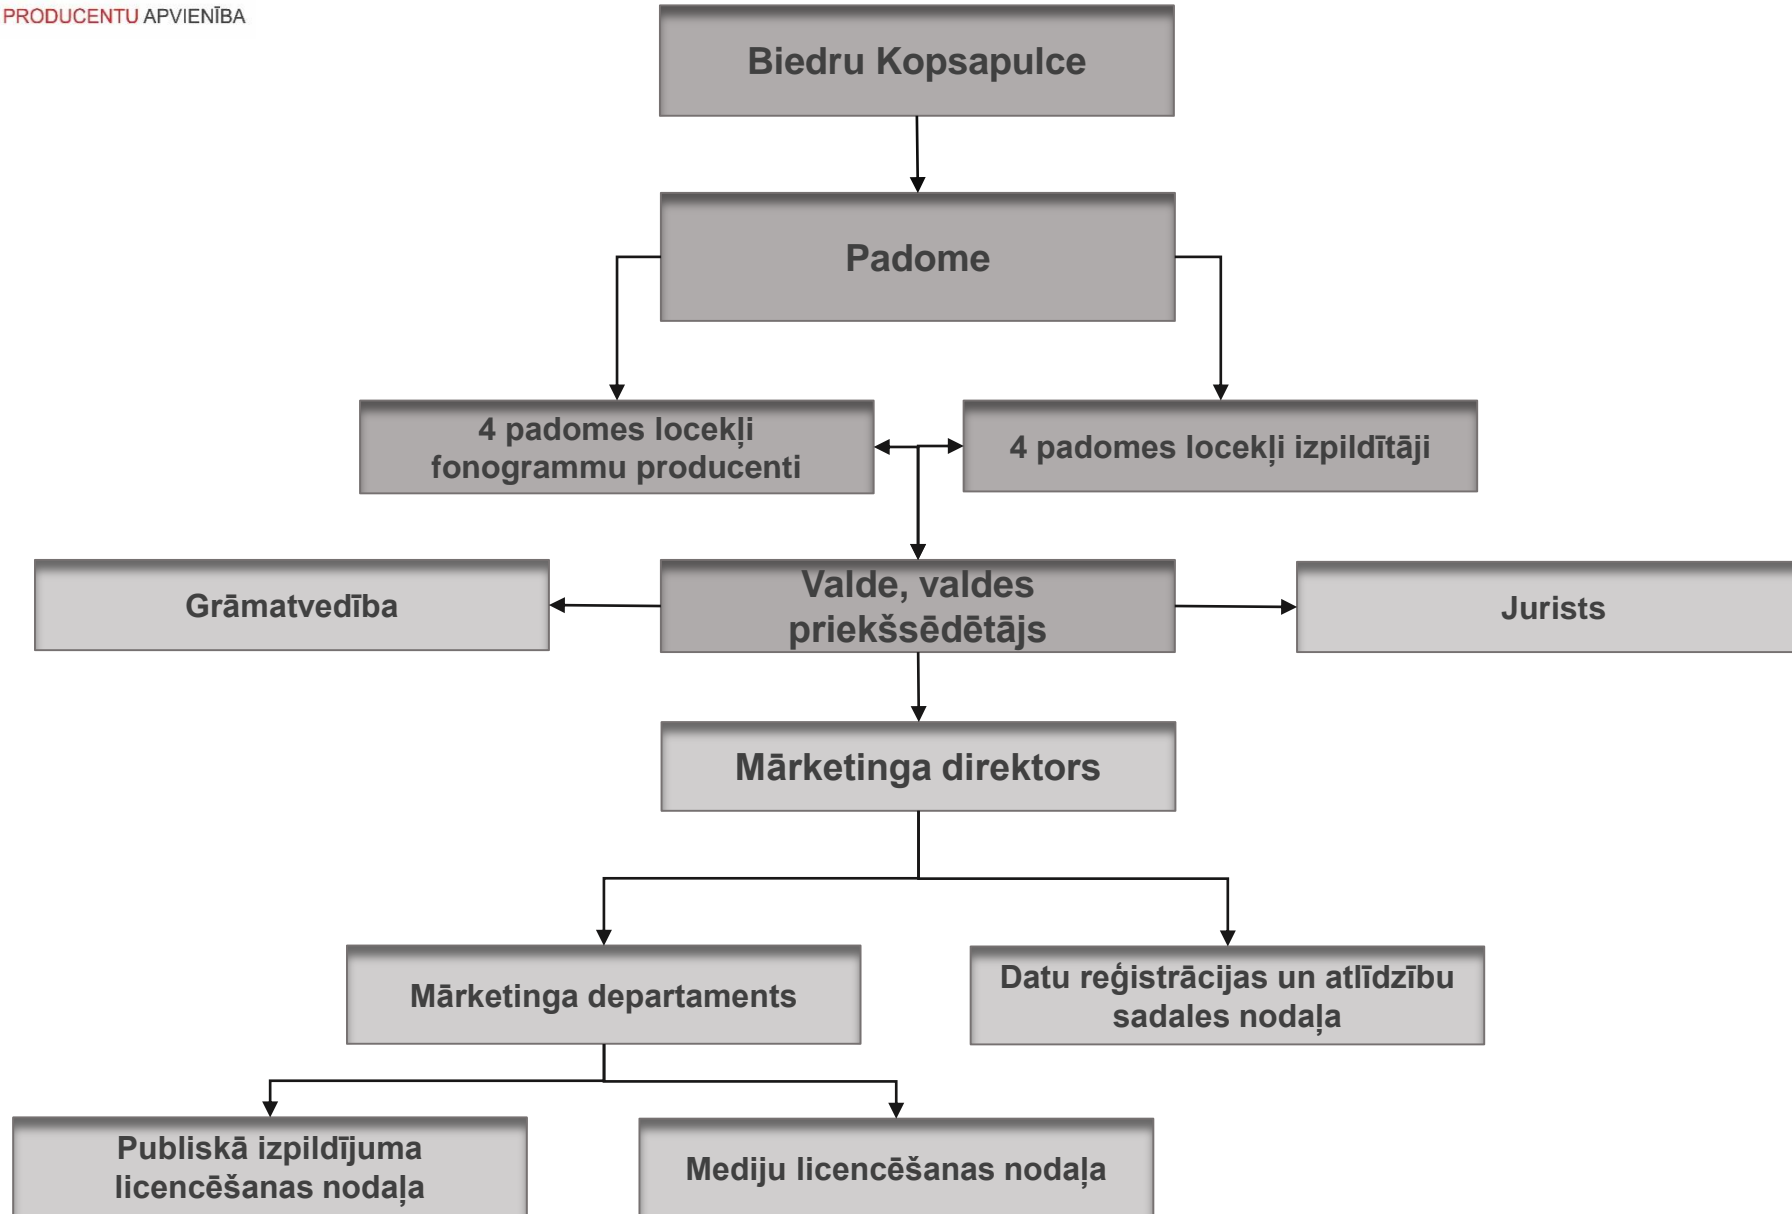 PRODUCENTU APVIENĪBA
Biedru Kopsapulce
Padome
4 padomes locekļi
fonogrammu producenti
4 padomes locekļi izpildītāji
Grāmatvedība
Valde, valdes
priekšsēdētājs
Jurists
Mārketinga direktors
Mārketinga departaments
Datu reģistrācijas un atlīdzību
sadales nodaļa
Publiskā izpildījuma
licencēšanas nodaļa
Mediju licencēšanas nodaļa